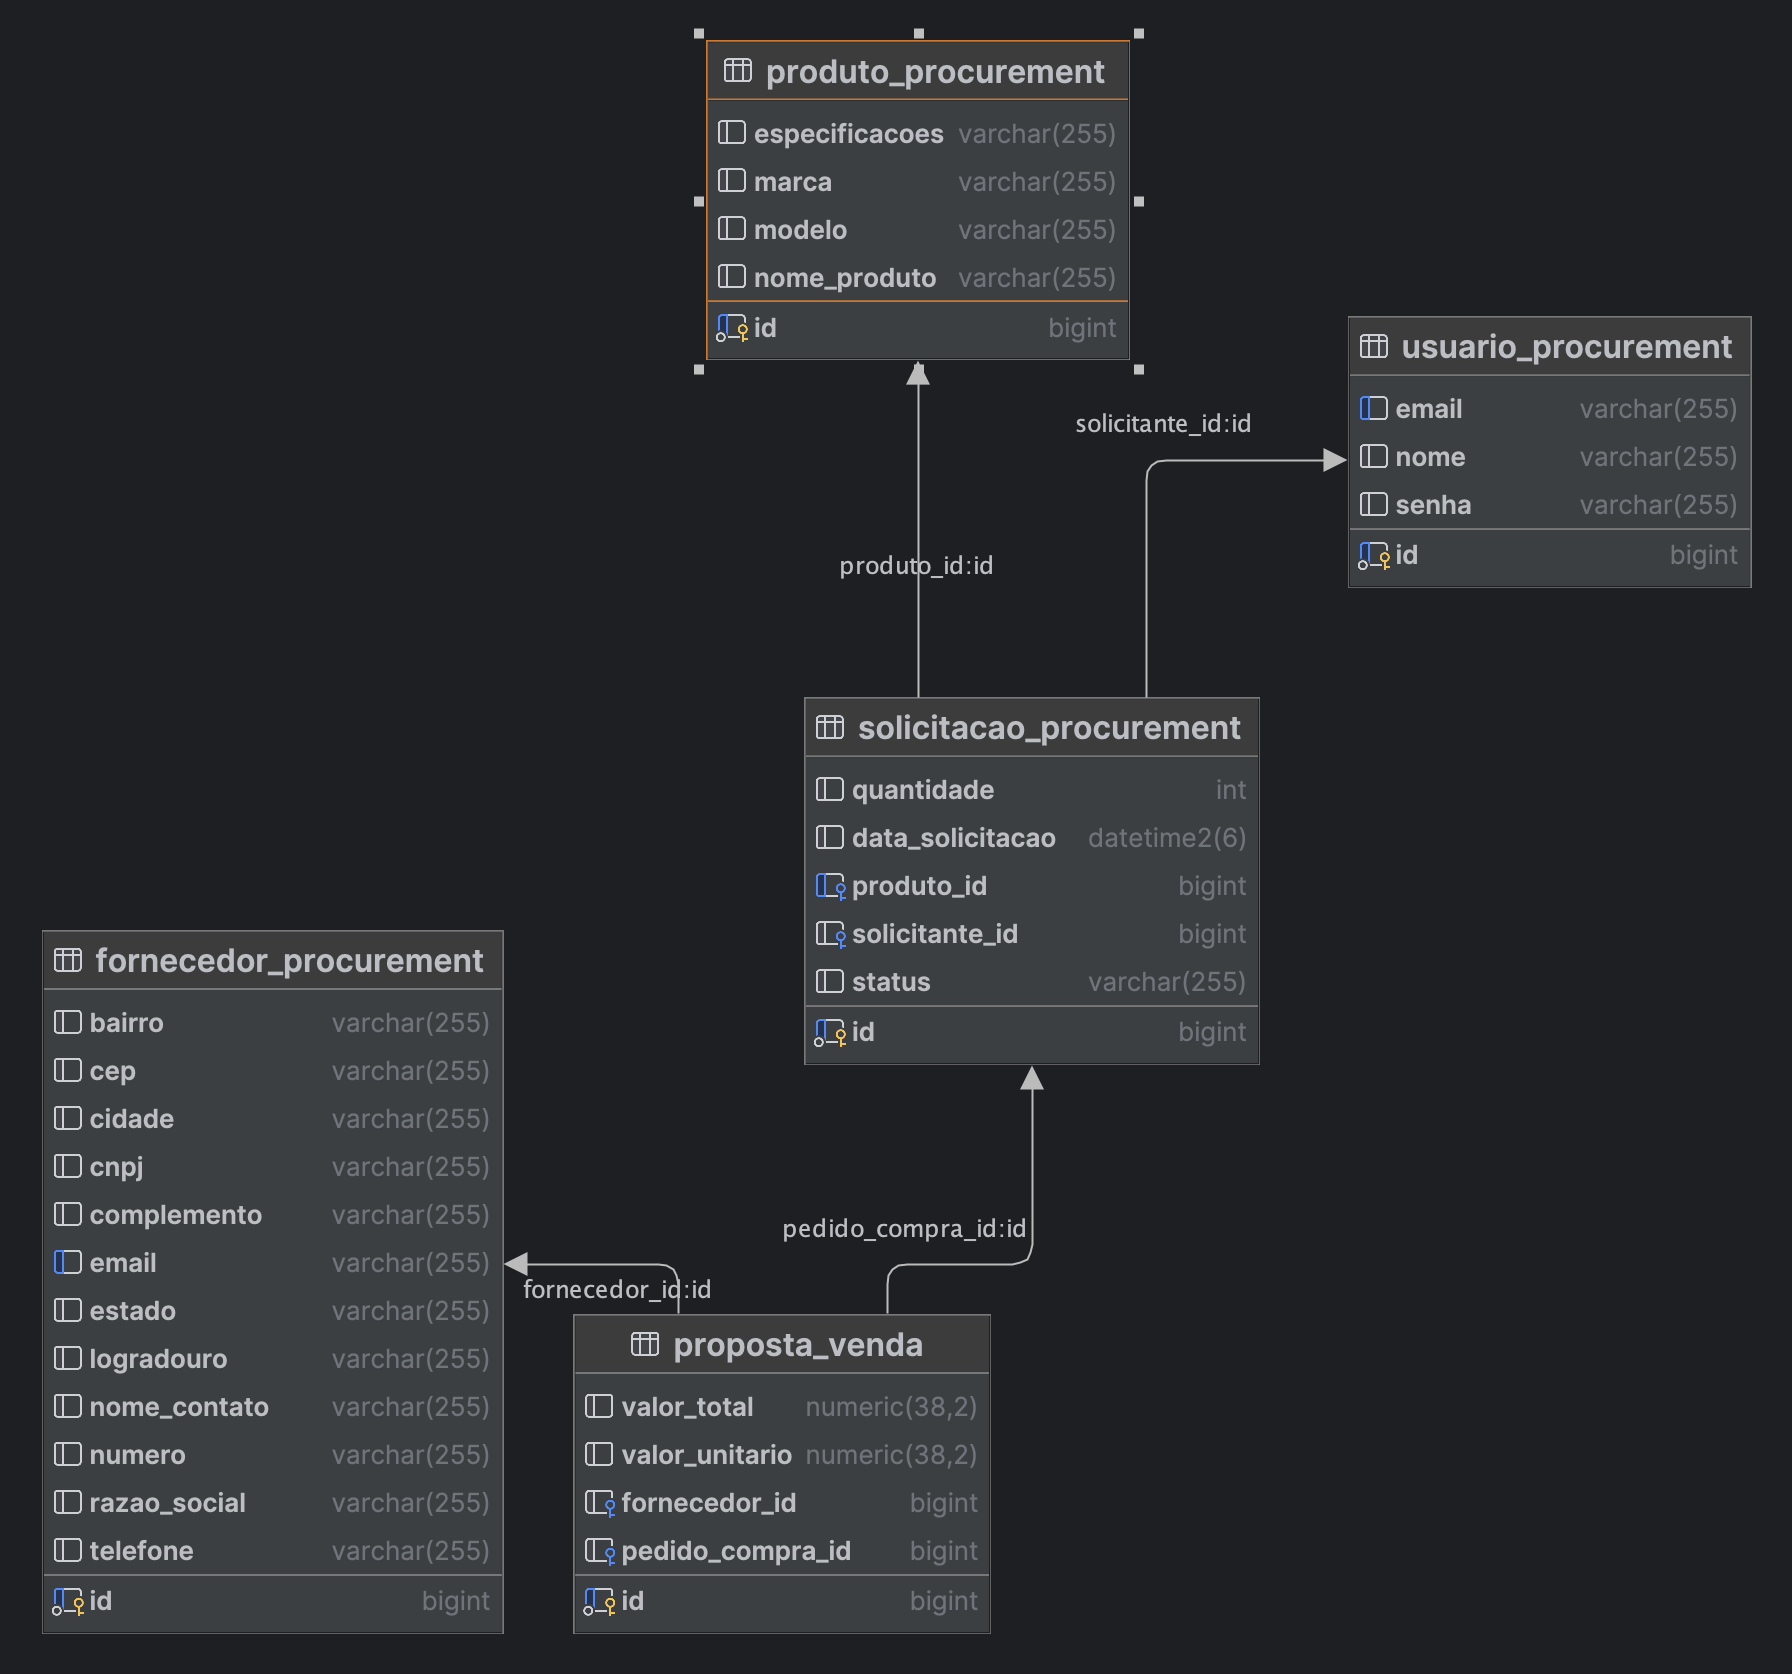 produto_procurement
especificacoes varchar(255)
marca varchar(255)
modelo varchar(255)
nome_produto varchar(255)
id bigint
usuario_procurement
email varchar(255)
nome varchar(255)
senha varchar(255)
id bigint
solicitante_id:id
produto_id:id
solicitacao_procurement
quantidade int
data_solicitacao datetime2(6)
produto_id bigint
solicitante_id bigint
status varchar(255)
id bigint
fornecedor_procurement
bairro varchar(255)
cep varchar(255)
cidade varchar(255)
cnpj varchar(255)
complemento varchar(255)
email varchar(255)
estado varchar(255)
logradouro varchar(255)
nome_contato varchar(255)
numero varchar(255)
razao_social varchar(255)
telefone varchar(255)
id bigint
pedido_compra_id:id
fornecedor_id:id
proposta_venda
valor_total numeric(38,2)
valor_unitario numeric(38,2)
fornecedor_id bigint
pedido_compra_id bigint
id bigint